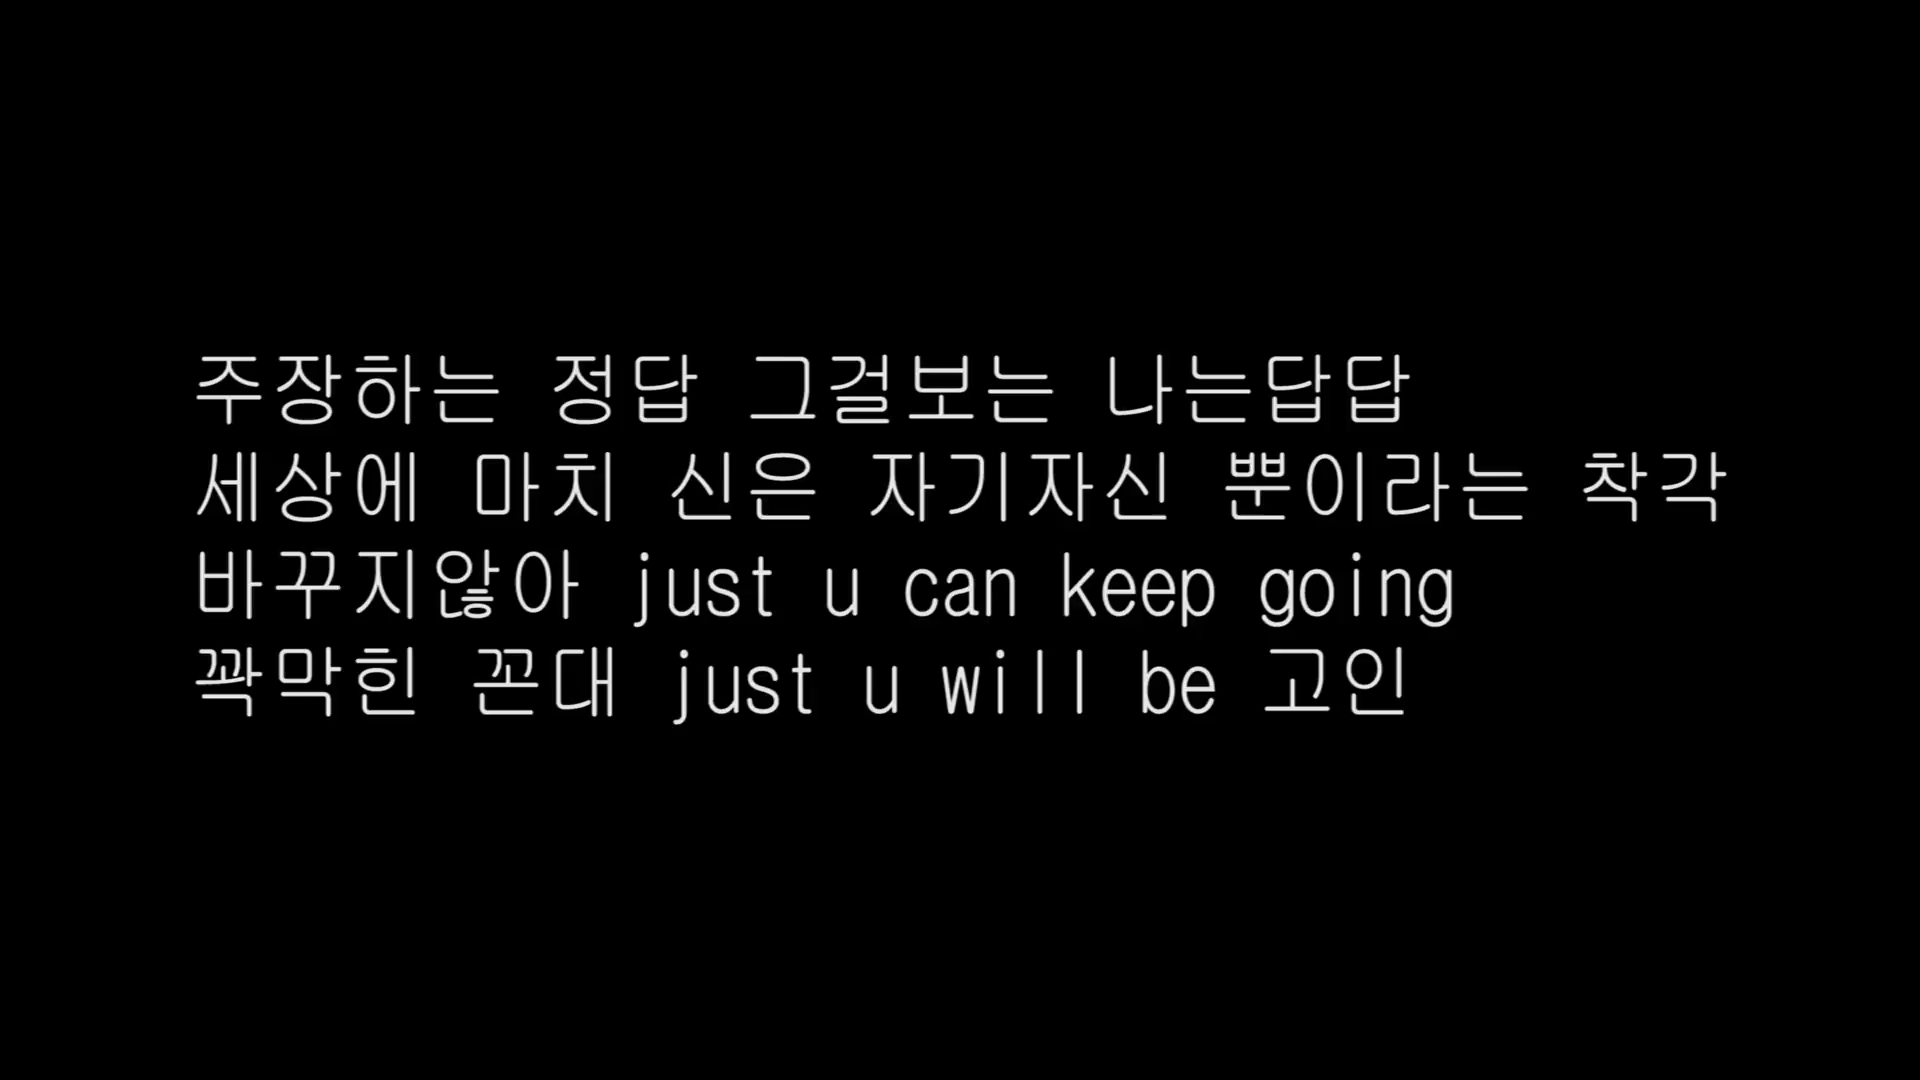 주장하는 정답 그걸보는 나는답답
세상에 마치 신은 자기자신 뿐이라는 착각
바꾸지않아 just u can keep going
꽉막힌 꼰대 just u will be 고인